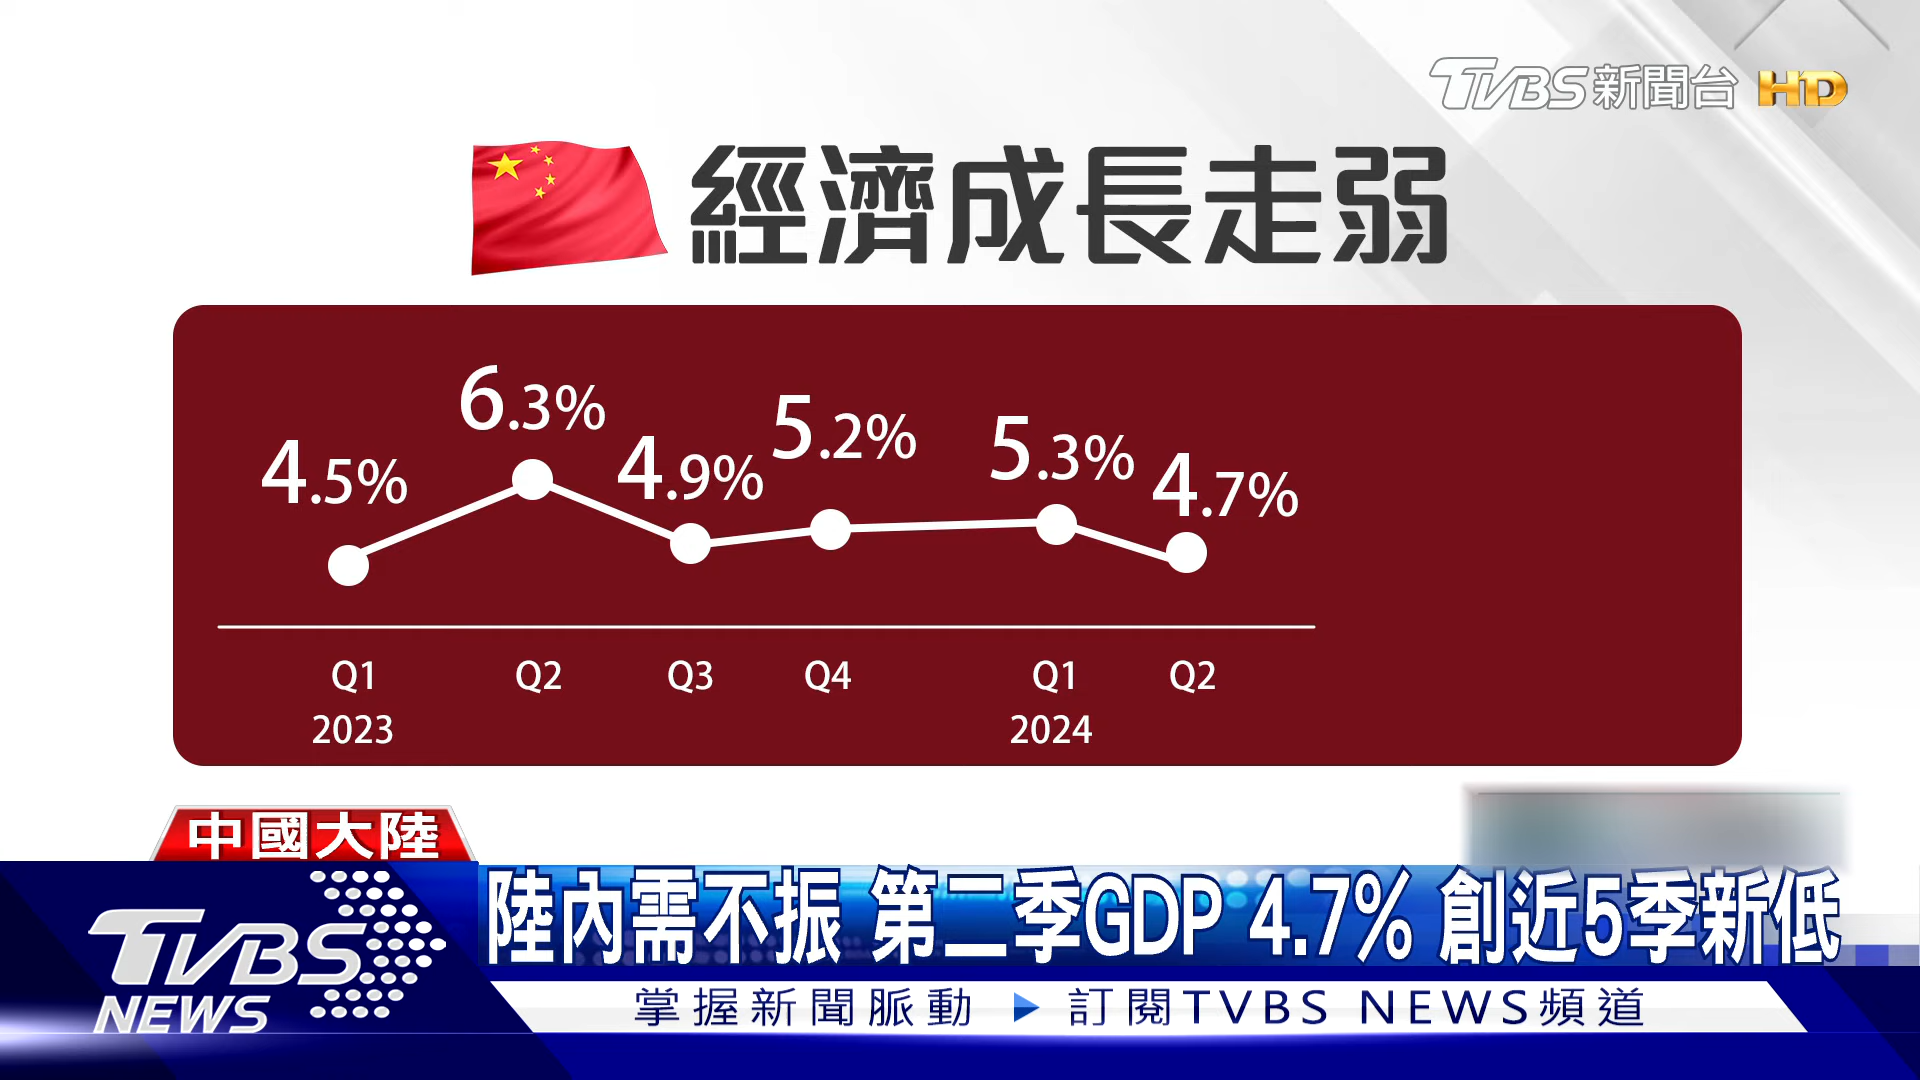 TVBS新聞台 HD
經濟成長走弱
4.5% 6.3% 4.9% 5.2% 5.3% 4.7%
Q1 Q2 Q3 Q4 Q1 Q2
2023 2024
中國大陸
陸內需不振 第二季GDP 4.7% 創近5季新低
TVBS NEWS
掌握新聞脈動 ▶ 訂閱TVBS NEWS頻道